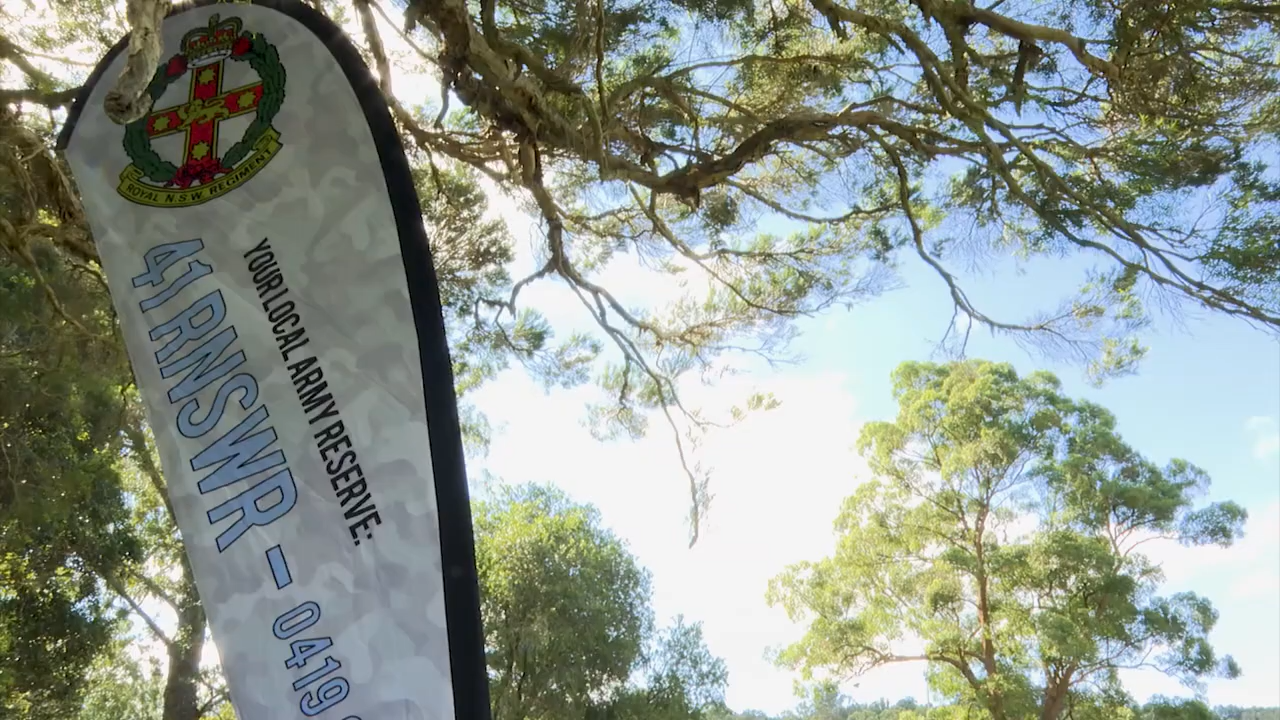 ROYAL N.S.W. REGIMENT
YOUR LOCAL ARMY RESERVE:
41 RNSWR – 0419